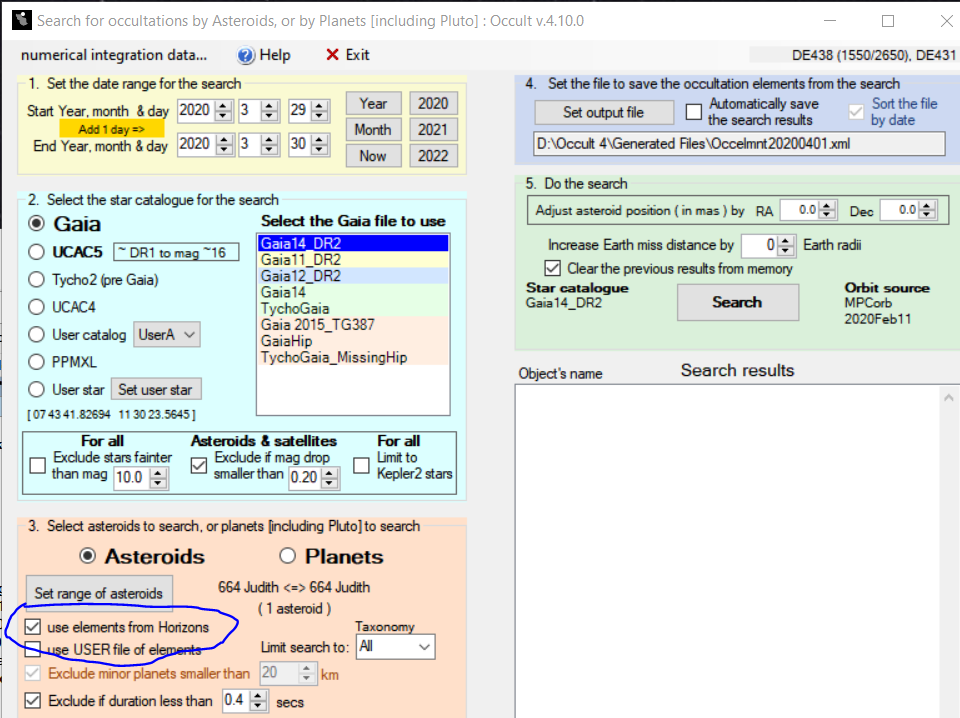 Search for occultations by Asteroids, or by Planets [including Pluto] : Occult v.4.10.0
numerical integration data... Help Exit DE438 (1550/2650), DE431
1. Set the date range for the search
Start Year, month & day 2020 3 29 Year 2020
Add 1 day => Month 2021
End Year, month & day 2020 3 30 Now 2022
2. Select the star catalogue for the search
Gaia
UCAC5 ~ DR1 to mag ~16
Tycho2 (pre Gaia)
UCAC4
User catalog UserA
PPMXL
User star Set user star
[ 07 43 41.82694 11 30 23.5645 ]
Select the Gaia file to use
Gaia14_DR2
Gaia11_DR2
Gaia12_DR2
Gaia14
TychoGaia
Gaia 2015_TG387
GaiaHip
TychoGaia_MissingHip
For all
Exclude stars fainter
than mag 10.0
Asteroids & satellites
Exclude if mag drop
smaller than 0.20
For all
Limit to
Kepler2 stars
3. Select asteroids to search, or planets [including Pluto] to search
Asteroids Planets
Set range of asteroids 664 Judith <=> 664 Judith
( 1 asteroid )
use elements from Horizons
use USER file of elements
Taxonomy
Limit search to: All
Exclude minor planets smaller than 20 km
Exclude if duration less than 0.4 secs
4. Set the file to save the occultation elements from the search
Set output file
Automatically save
the search results
Sort the file
by date
D:\Occult 4\Generated Files\Occelmnt20200401.xml
5. Do the search
Adjust asteroid position ( in mas ) by RA 0.0 Dec 0.0
Increase Earth miss distance by 0 Earth radii
Clear the previous results from memory
Star catalogue
Gaia14_DR2
Search
Orbit source
MPCorb
2020Feb11
Object's name Search results